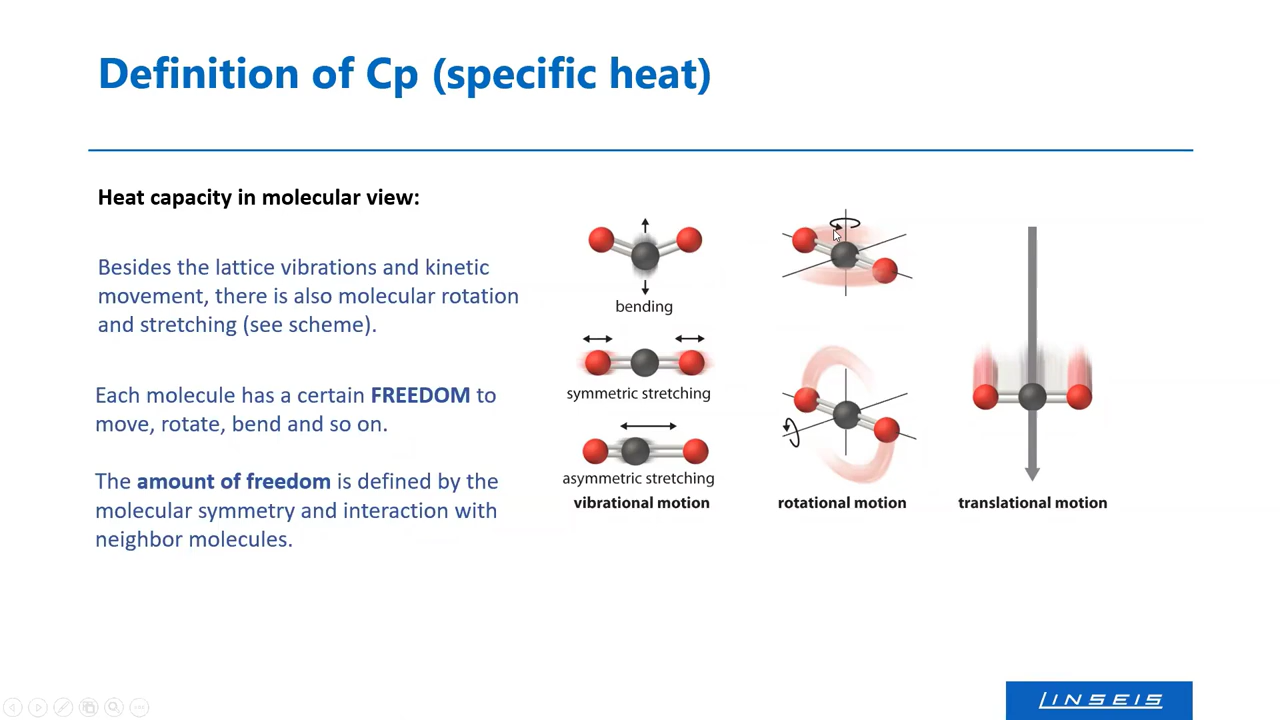 Definition of Cp (specific heat)
Heat capacity in molecular view:
Besides the lattice vibrations and kinetic
movement, there is also molecular rotation
and stretching (see scheme).
Each molecule has a certain FREEDOM to
move, rotate, bend and so on.
The amount of freedom is defined by the
molecular symmetry and interaction with
neighbor molecules.
bending
symmetric stretching
asymmetric stretching
vibrational motion
rotational motion
translational motion
LINSEIS